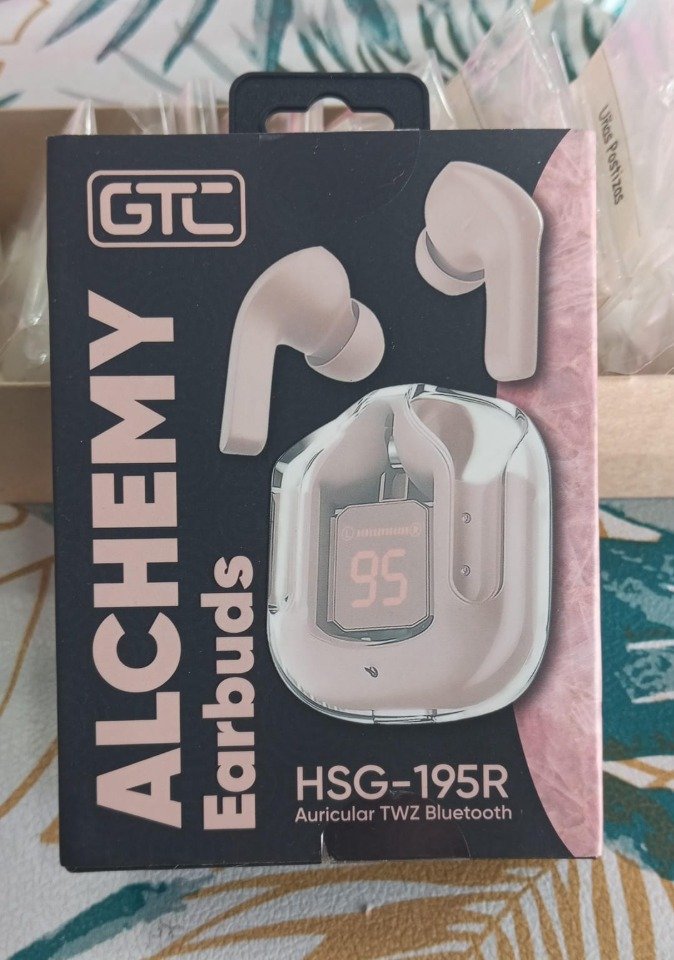 GTC
ALCHEMY
Earbuds
95
HSG-195R
Auricular TWZ Bluetooth
Uñas Postizas